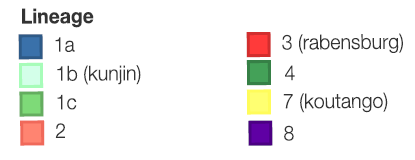 Lineage
1a
1b (kunjin)
1c
2
3 (rabensburg)
4
7 (koutango)
8